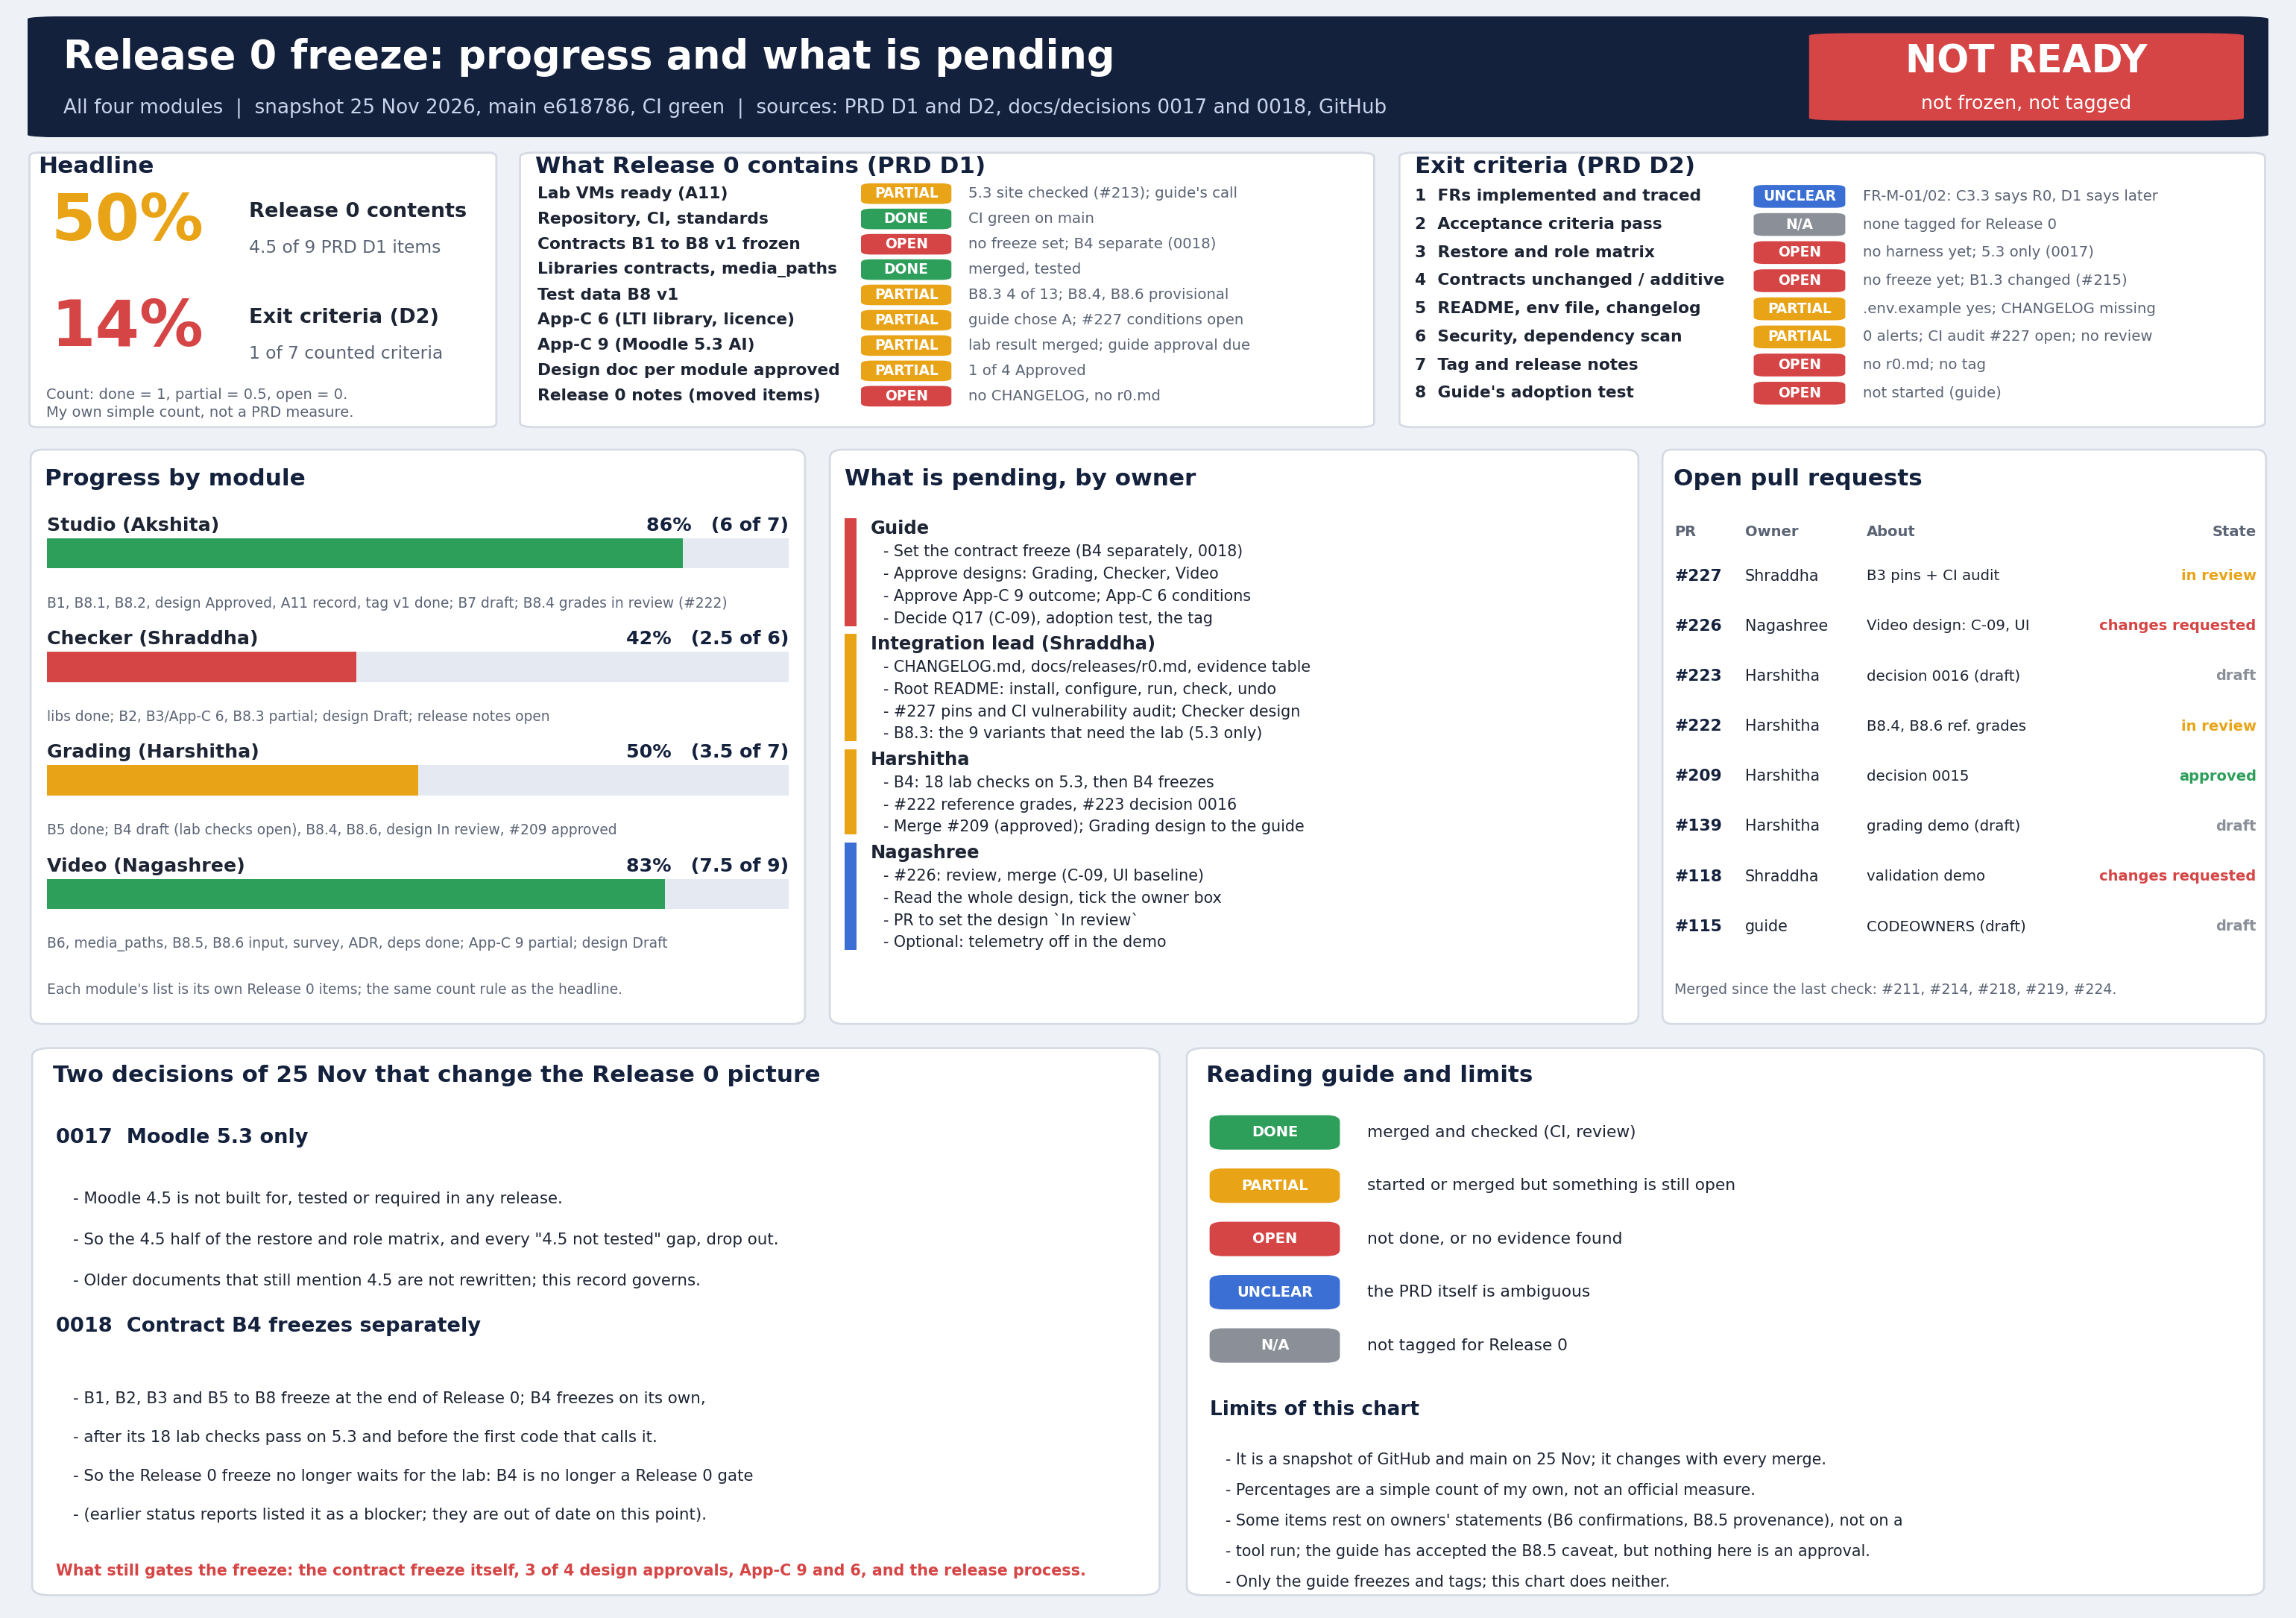 Release 0 freeze: progress and what is pending
All four modules | snapshot 25 Nov 2026, main e618786, CI green | sources: PRD D1 and D2, docs/decisions 0017 and 0018, GitHub
NOT READY
not frozen, not tagged
Headline
50%
Release 0 contents
4.5 of 9 PRD D1 items
14%
Exit criteria (D2)
1 of 7 counted criteria
Count: done = 1, partial = 0.5, open = 0.
My own simple count, not a PRD measure.
What Release 0 contains (PRD D1)
Lab VMs ready (A11) PARTIAL 5.3 site checked (#213); guide's call
Repository, CI, standards DONE CI green on main
Contracts B1 to B8 v1 frozen OPEN no freeze set; B4 separate (0018)
Libraries contracts, media_paths DONE merged, tested
Test data B8 v1 PARTIAL B8.3 4 of 13; B8.4, B8.6 provisional
App-C 6 (LTI library, licence) PARTIAL guide chose A; #227 conditions open
App-C 9 (Moodle 5.3 AI) PARTIAL lab result merged; guide approval due
Design doc per module approved PARTIAL 1 of 4 Approved
Release 0 notes (moved items) OPEN no CHANGELOG, no r0.md
Exit criteria (PRD D2)
1 FRs implemented and traced UNCLEAR FR-M-01/02: C3.3 says R0, D1 says later
2 Acceptance criteria pass N/A none tagged for Release 0
3 Restore and role matrix OPEN no harness yet; 5.3 only (0017)
4 Contracts unchanged / additive OPEN no freeze yet; B1.3 changed (#215)
5 README, env file, changelog PARTIAL .env.example yes; CHANGELOG missing
6 Security, dependency scan PARTIAL 0 alerts; CI audit #227 open; no review
7 Tag and release notes OPEN no r0.md; no tag
8 Guide's adoption test OPEN not started (guide)
Progress by module
Studio (Akshita) 86% (6 of 7)
B1, B8.1, B8.2, design Approved, A11 record, tag v1 done; B7 draft; B8.4 grades in review (#222)
Checker (Shraddha) 42% (2.5 of 6)
libs done; B2, B3/App-C 6, B8.3 partial; design Draft; release notes open
Grading (Harshitha) 50% (3.5 of 7)
B5 done; B4 draft (lab checks open), B8.4, B8.6, design In review, #209 approved
Video (Nagashree) 83% (7.5 of 9)
B6, media_paths, B8.5, B8.6 input, survey, ADR, deps done; App-C 9 partial; design Draft
Each module's list is its own Release 0 items; the same count rule as the headline.
What is pending, by owner
Guide
- Set the contract freeze (B4 separately, 0018)
- Approve designs: Grading, Checker, Video
- Approve App-C 9 outcome; App-C 6 conditions
- Decide Q17 (C-09), adoption test, the tag
Integration lead (Shraddha)
- CHANGELOG.md, docs/releases/r0.md, evidence table
- Root README: install, configure, run, check, undo
- #227 pins and CI vulnerability audit; Checker design
- B8.3: the 9 variants that need the lab (5.3 only)
Harshitha
- B4: 18 lab checks on 5.3, then B4 freezes
- #222 reference grades, #223 decision 0016
- Merge #209 (approved); Grading design to the guide
Nagashree
- #226: review, merge (C-09, UI baseline)
- Read the whole design, tick the owner box
- PR to set the design `In review`
- Optional: telemetry off in the demo
Open pull requests
PR Owner About State
#227 Shraddha B3 pins + CI audit in review
#226 Nagashree Video design: C-09, UI changes requested
#223 Harshitha decision 0016 (draft) draft
#222 Harshitha B8.4, B8.6 ref. grades in review
#209 Harshitha decision 0015 approved
#139 Harshitha grading demo (draft) draft
#118 Shraddha validation demo changes requested
#115 guide CODEOWNERS (draft) draft
Merged since the last check: #211, #214, #218, #219, #224.
Two decisions of 25 Nov that change the Release 0 picture
0017 Moodle 5.3 only
- Moodle 4.5 is not built for, tested or required in any release.
- So the 4.5 half of the restore and role matrix, and every "4.5 not tested" gap, drop out.
- Older documents that still mention 4.5 are not rewritten; this record governs.
0018 Contract B4 freezes separately
- B1, B2, B3 and B5 to B8 freeze at the end of Release 0; B4 freezes on its own,
- after its 18 lab checks pass on 5.3 and before the first code that calls it.
- So the Release 0 freeze no longer waits for the lab: B4 is no longer a Release 0 gate
- (earlier status reports listed it as a blocker; they are out of date on this point).
What still gates the freeze: the contract freeze itself, 3 of 4 design approvals, App-C 9 and 6, and the release process.
Reading guide and limits
DONE merged and checked (CI, review)
PARTIAL started or merged but something is still open
OPEN not done, or no evidence found
UNCLEAR the PRD itself is ambiguous
N/A not tagged for Release 0
Limits of this chart
- It is a snapshot of GitHub and main on 25 Nov; it changes with every merge.
- Percentages are a simple count of my own, not an official measure.
- Some items rest on owners' statements (B6 confirmations, B8.5 provenance), not on a
- tool run; the guide has accepted the B8.5 caveat, but nothing here is an approval.
- Only the guide freezes and tags; this chart does neither.